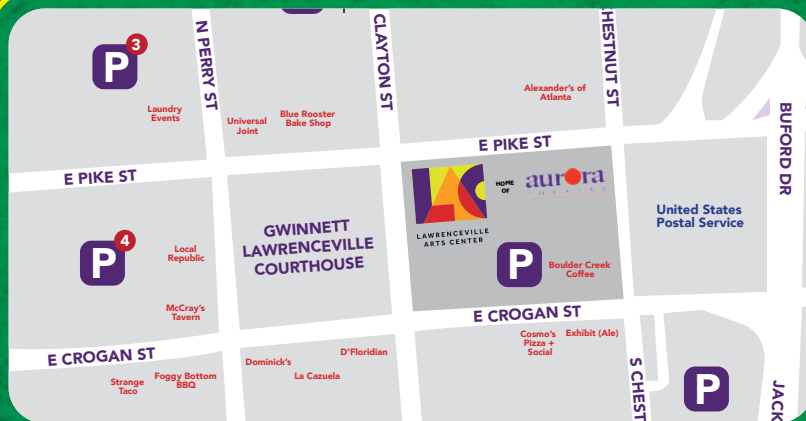 N PERRY ST
CLAYTON ST
HESTNUT ST
BUFORD DR
P
3
Laundry
Events
Universal
Joint
Blue Rooster
Bake Shop
Alexander's of
Atlanta
E PIKE ST
E PIKE ST
LAC
LAWRENCEVILLE
ARTS CENTER
HOME
OF
aurora
THEATRE
United States
Postal Service
GWINNETT
LAWRENCEVILLE
COURTHOUSE
P
4
Local
Republic
McCray's
Tavern
P
Boulder Creek
Coffee
E CROGAN ST
E CROGAN ST
Cosmo's
Pizza +
Social
Exhibit (Ale)
D'Floridian
Dominick's
La Cazuela
Strange
Taco
Foggy Bottom
BBQ
S CHEST
P
JACK